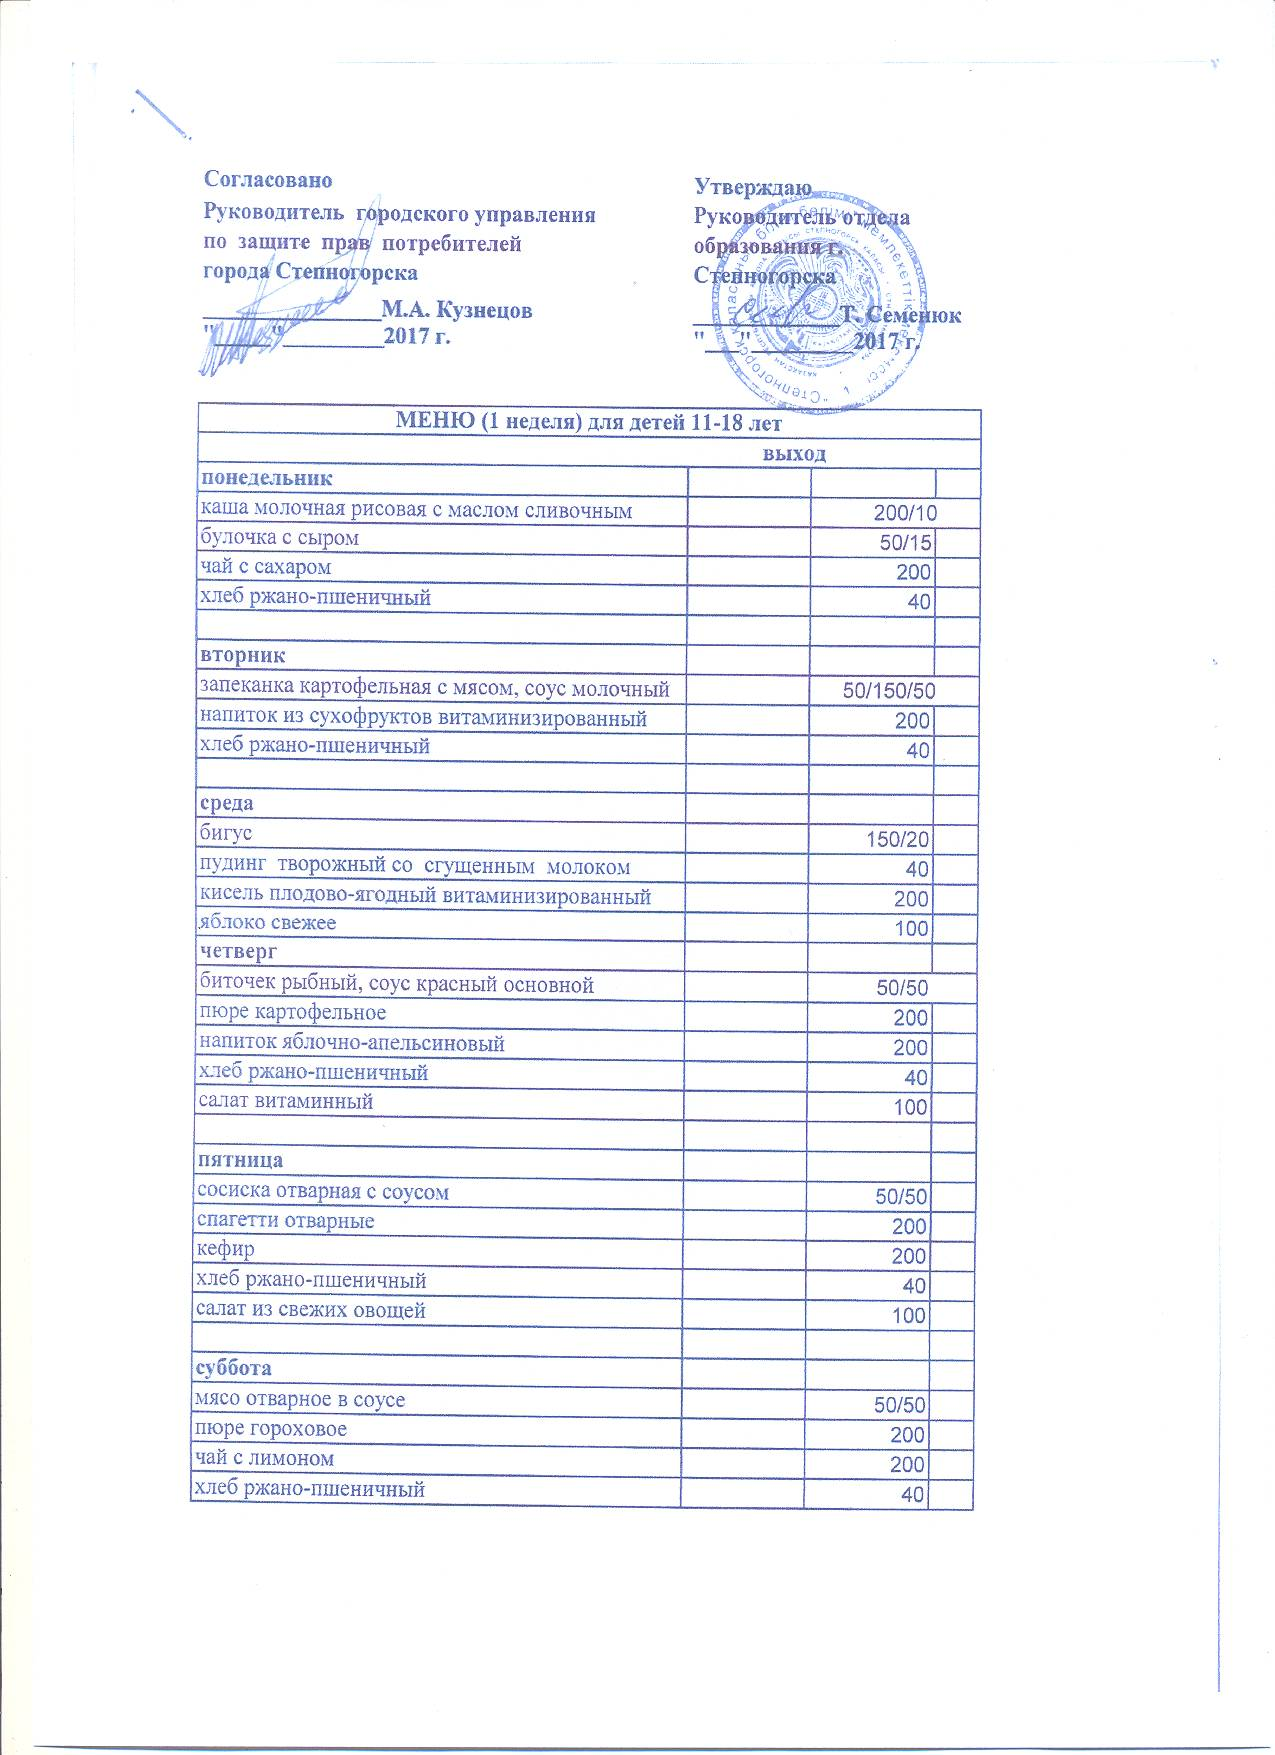 Согласовано
Руководитель городского управления
по защите прав потребителей
города Степногорска
М.А. Кузнецов
"____"_________2017 г.
Утверждаю
Руководитель отдела
образования г.
Степногорска
Т. Семенюк
"___"_________2017 г.
МЕНЮ (1 неделя) для детей 11-18 лет
выход
понедельник
каша молочная рисовая с маслом сливочным 200/10
булочка с сыром 50/15
чай с сахаром 200
хлеб ржано-пшеничный 40
вторник
запеканка картофельная с мясом, соус молочный 50/150/50
напиток из сухофруктов витаминизированный 200
хлеб ржано-пшеничный 40
среда
бигус 150/20
пудинг творожный со сгущенным молоком 40
кисель плодово-ягодный витаминизированный 200
яблоко свежее 100
четверг
биточек рыбный, соус красный основной 50/50
пюре картофельное 200
напиток яблочно-апельсиновый 200
хлеб ржано-пшеничный 40
салат витаминный 100
пятница
сосиска отварная с соусом 50/50
спагетти отварные 200
кефир 200
хлеб ржано-пшеничный 40
салат из свежих овощей 100
суббота
мясо отварное в соусе 50/50
пюре гороховое 200
чай с лимоном 200
хлеб ржано-пшеничный 40